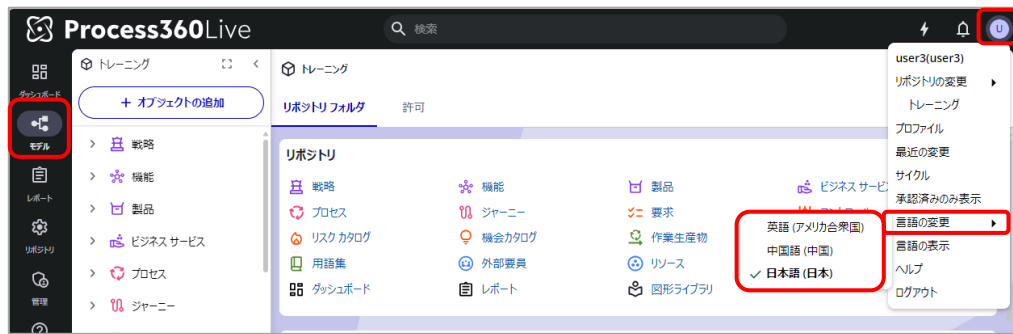 Process360Live
検索
U
ダッシュボード
モデル
レポート
リポジトリ
管理
トレーニング
+ オブジェクトの追加
戦略
機能
製品
ビジネス サービス
プロセス
ジャーニー
トレーニング
リポジトリ フォルダ 許可
リポジトリ
戦略 機能 製品 ビジネス サービ
プロセス ジャーニー 要求
リスク カタログ 機会カタログ 作業生産物
用語集 外部要員 リソース
ダッシュボード レポート 図形ライブラリ
英語 (アメリカ合衆国)
中国語 (中国)
日本語 (日本)
user3(user3)
リポジトリの変更
トレーニング
プロファイル
最近の変更
サイクル
承認済みのみ表示
言語の変更
言語の表示
ヘルプ
ログアウト